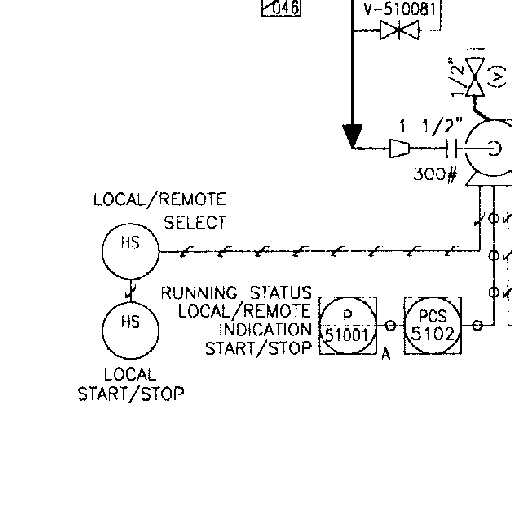 V-510081
1/2"
(v)
1 1/2"
300#
LOCAL/REMOTE
SELECT
HS
RUNNING STATUS
LOCAL/REMOTE
INDICATION
START/STOP
P
51001
A
PCS
5102
HS
LOCAL
START/STOP